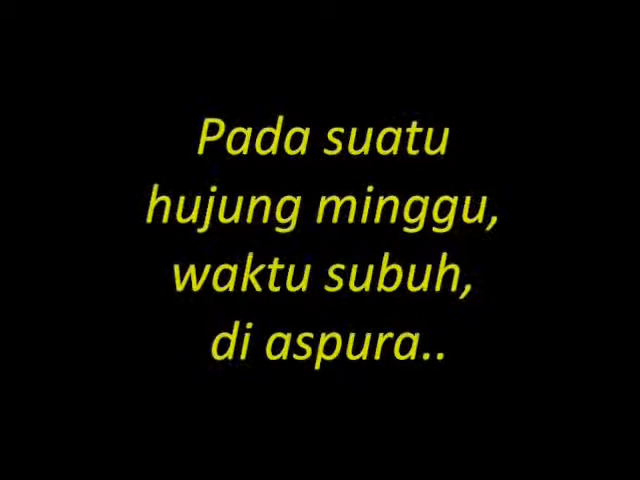 Pada suatu
hujung minggu,
waktu subuh,
di aspura..